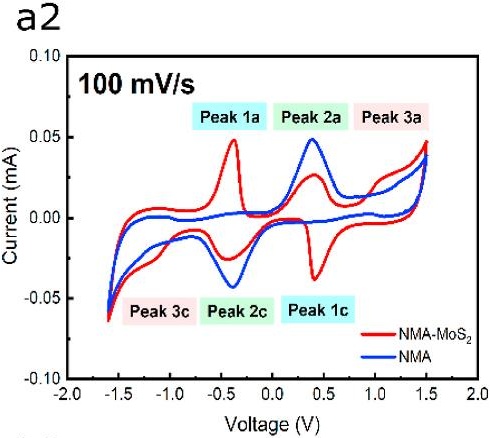 a2
0.10
100 mV/s
Peak 1a Peak 2a Peak 3a
0.05
Current (mA)
0.00
-0.05
Peak 3c Peak 2c Peak 1c
NMA-MoS₂
NMA
-0.10
-2.0 -1.5 -1.0 -0.5 0.0 0.5 1.0 1.5 2.0
Voltage (V)